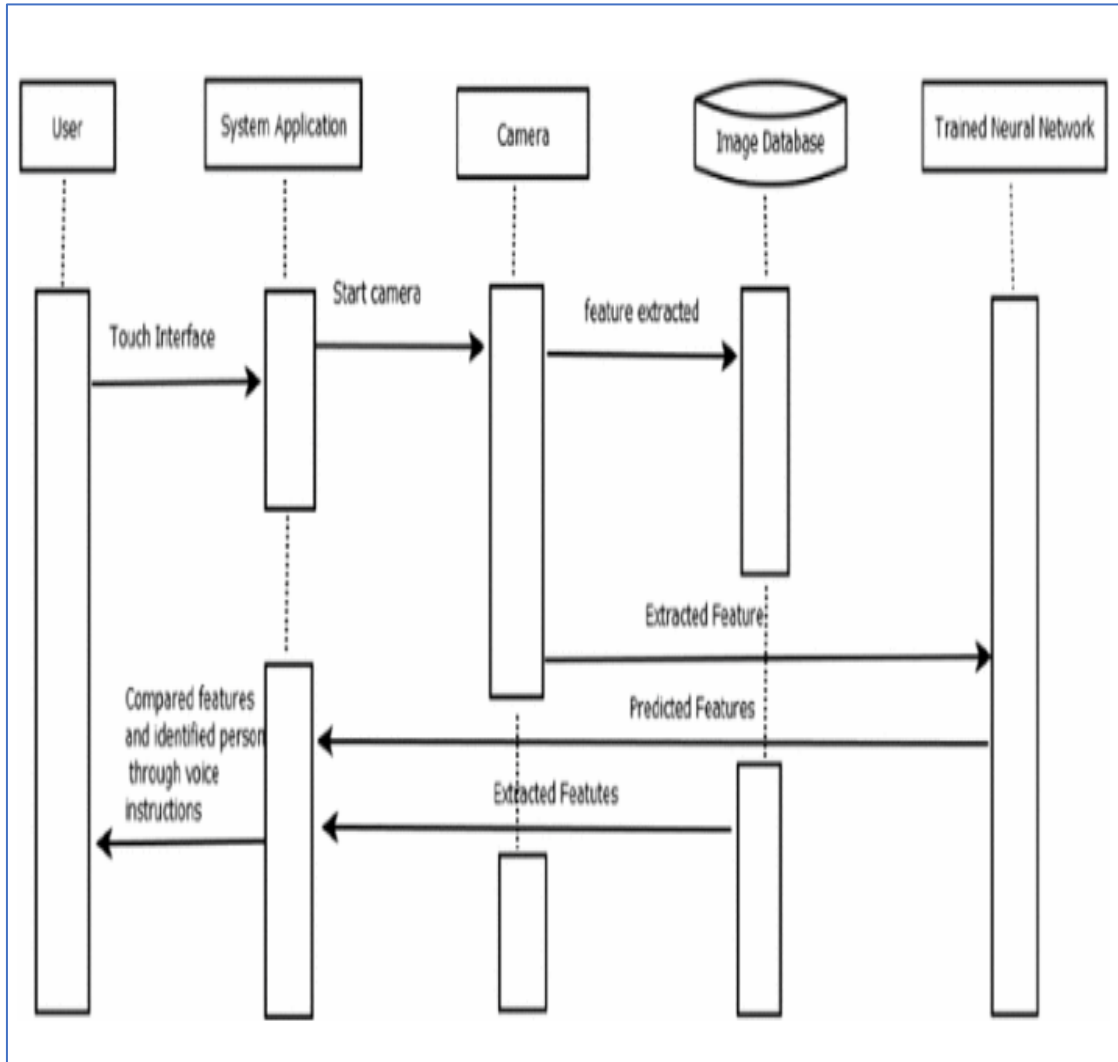 User
System Application
Camera
Image Database
Trained Neural Network
Start camera
feature extracted
Touch Interface
Extracted Feature
Compared features
and identified person
through voice
instructions
Predicted Features
Extracted Featutes